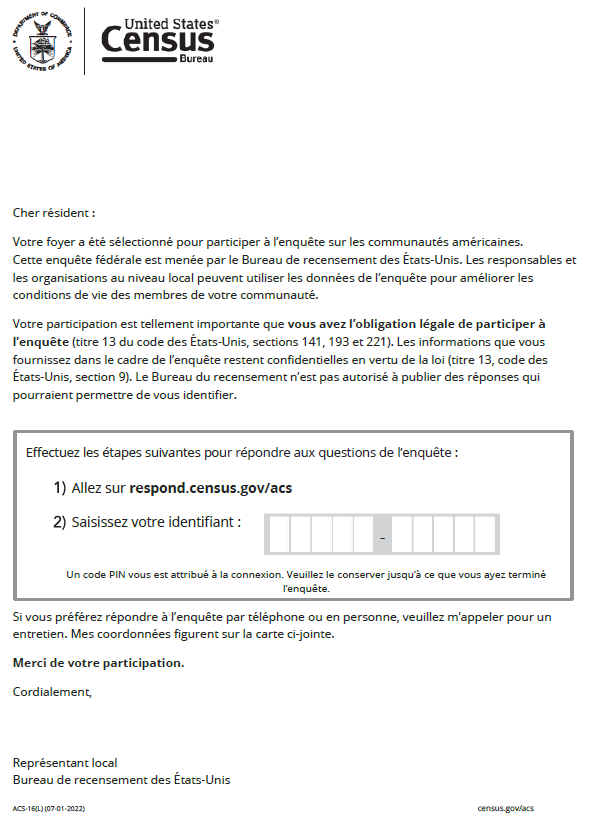 DEPARTMENT OF COMMERCE
UNITED STATES OF AMERICA
United States®
Census
Bureau
Cher résident :
Votre foyer a été sélectionné pour participer à l’enquête sur les communautés américaines.
Cette enquête fédérale est menée par le Bureau de recensement des États-Unis. Les responsables et
les organisations au niveau local peuvent utiliser les données de l’enquête pour améliorer les
conditions de vie des membres de votre communauté.
Votre participation est tellement importante que vous avez l’obligation légale de participer à
l’enquête (titre 13 du code des États-Unis, sections 141, 193 et 221). Les informations que vous
fournissez dans le cadre de l’enquête restent confidentielles en vertu de la loi (titre 13, code des
États-Unis, section 9). Le Bureau du recensement n’est pas autorisé à publier des réponses qui
pourraient permettre de vous identifier.
Effectuez les étapes suivantes pour répondre aux questions de l’enquête :
1) Allez sur respond.census.gov/acs
2) Saisissez votre identifiant :
-
Un code PIN vous est attribué à la connexion. Veuillez le conserver jusqu’à ce que vous ayez terminé
l’enquête.
Si vous préférez répondre à l’enquête par téléphone ou en personne, veuillez m’appeler pour un
entretien. Mes coordonnées figurent sur la carte ci-jointe.
Merci de votre participation.
Cordialement,
Représentant local
Bureau de recensement des États-Unis
ACS-16(L) (07-01-2022)
census.gov/acs